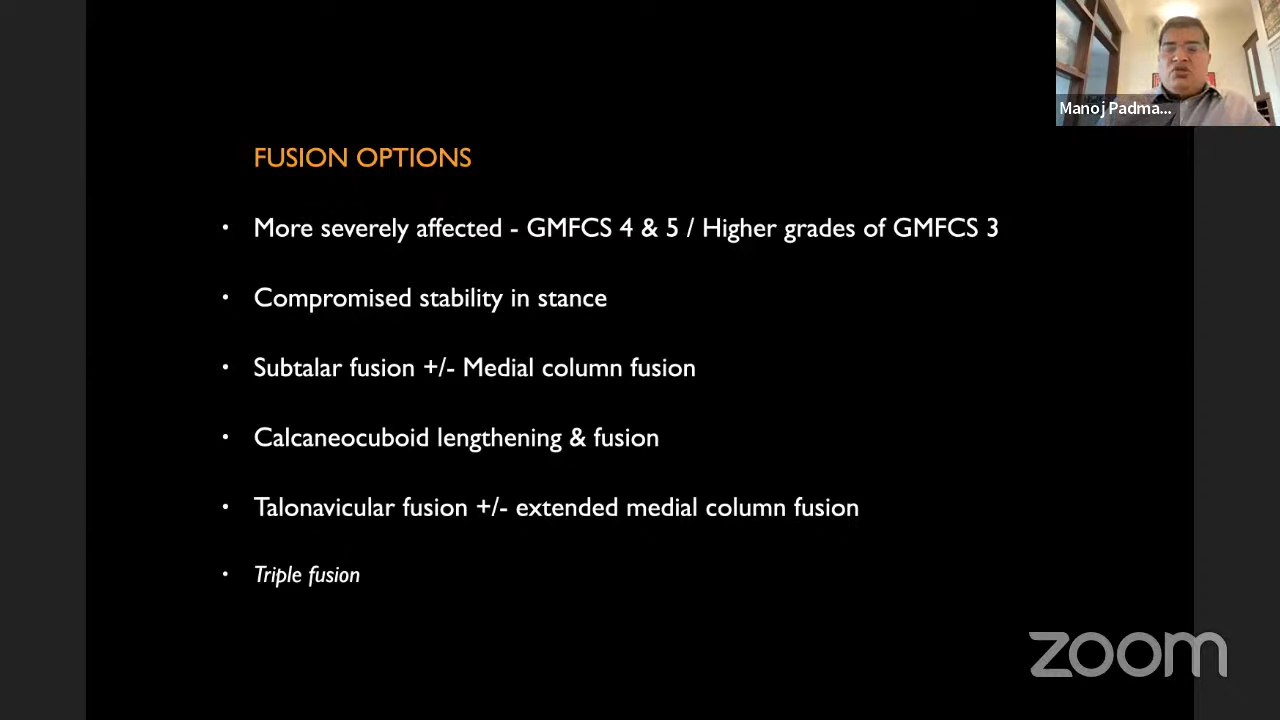 Manoj Padma...
FUSION OPTIONS
• More severely affected - GMFCS 4 & 5 / Higher grades of GMFCS 3
• Compromised stability in stance
• Subtalar fusion +/- Medial column fusion
• Calcaneocuboid lengthening & fusion
• Talonavicular fusion +/- extended medial column fusion
• Triple fusion
zoom